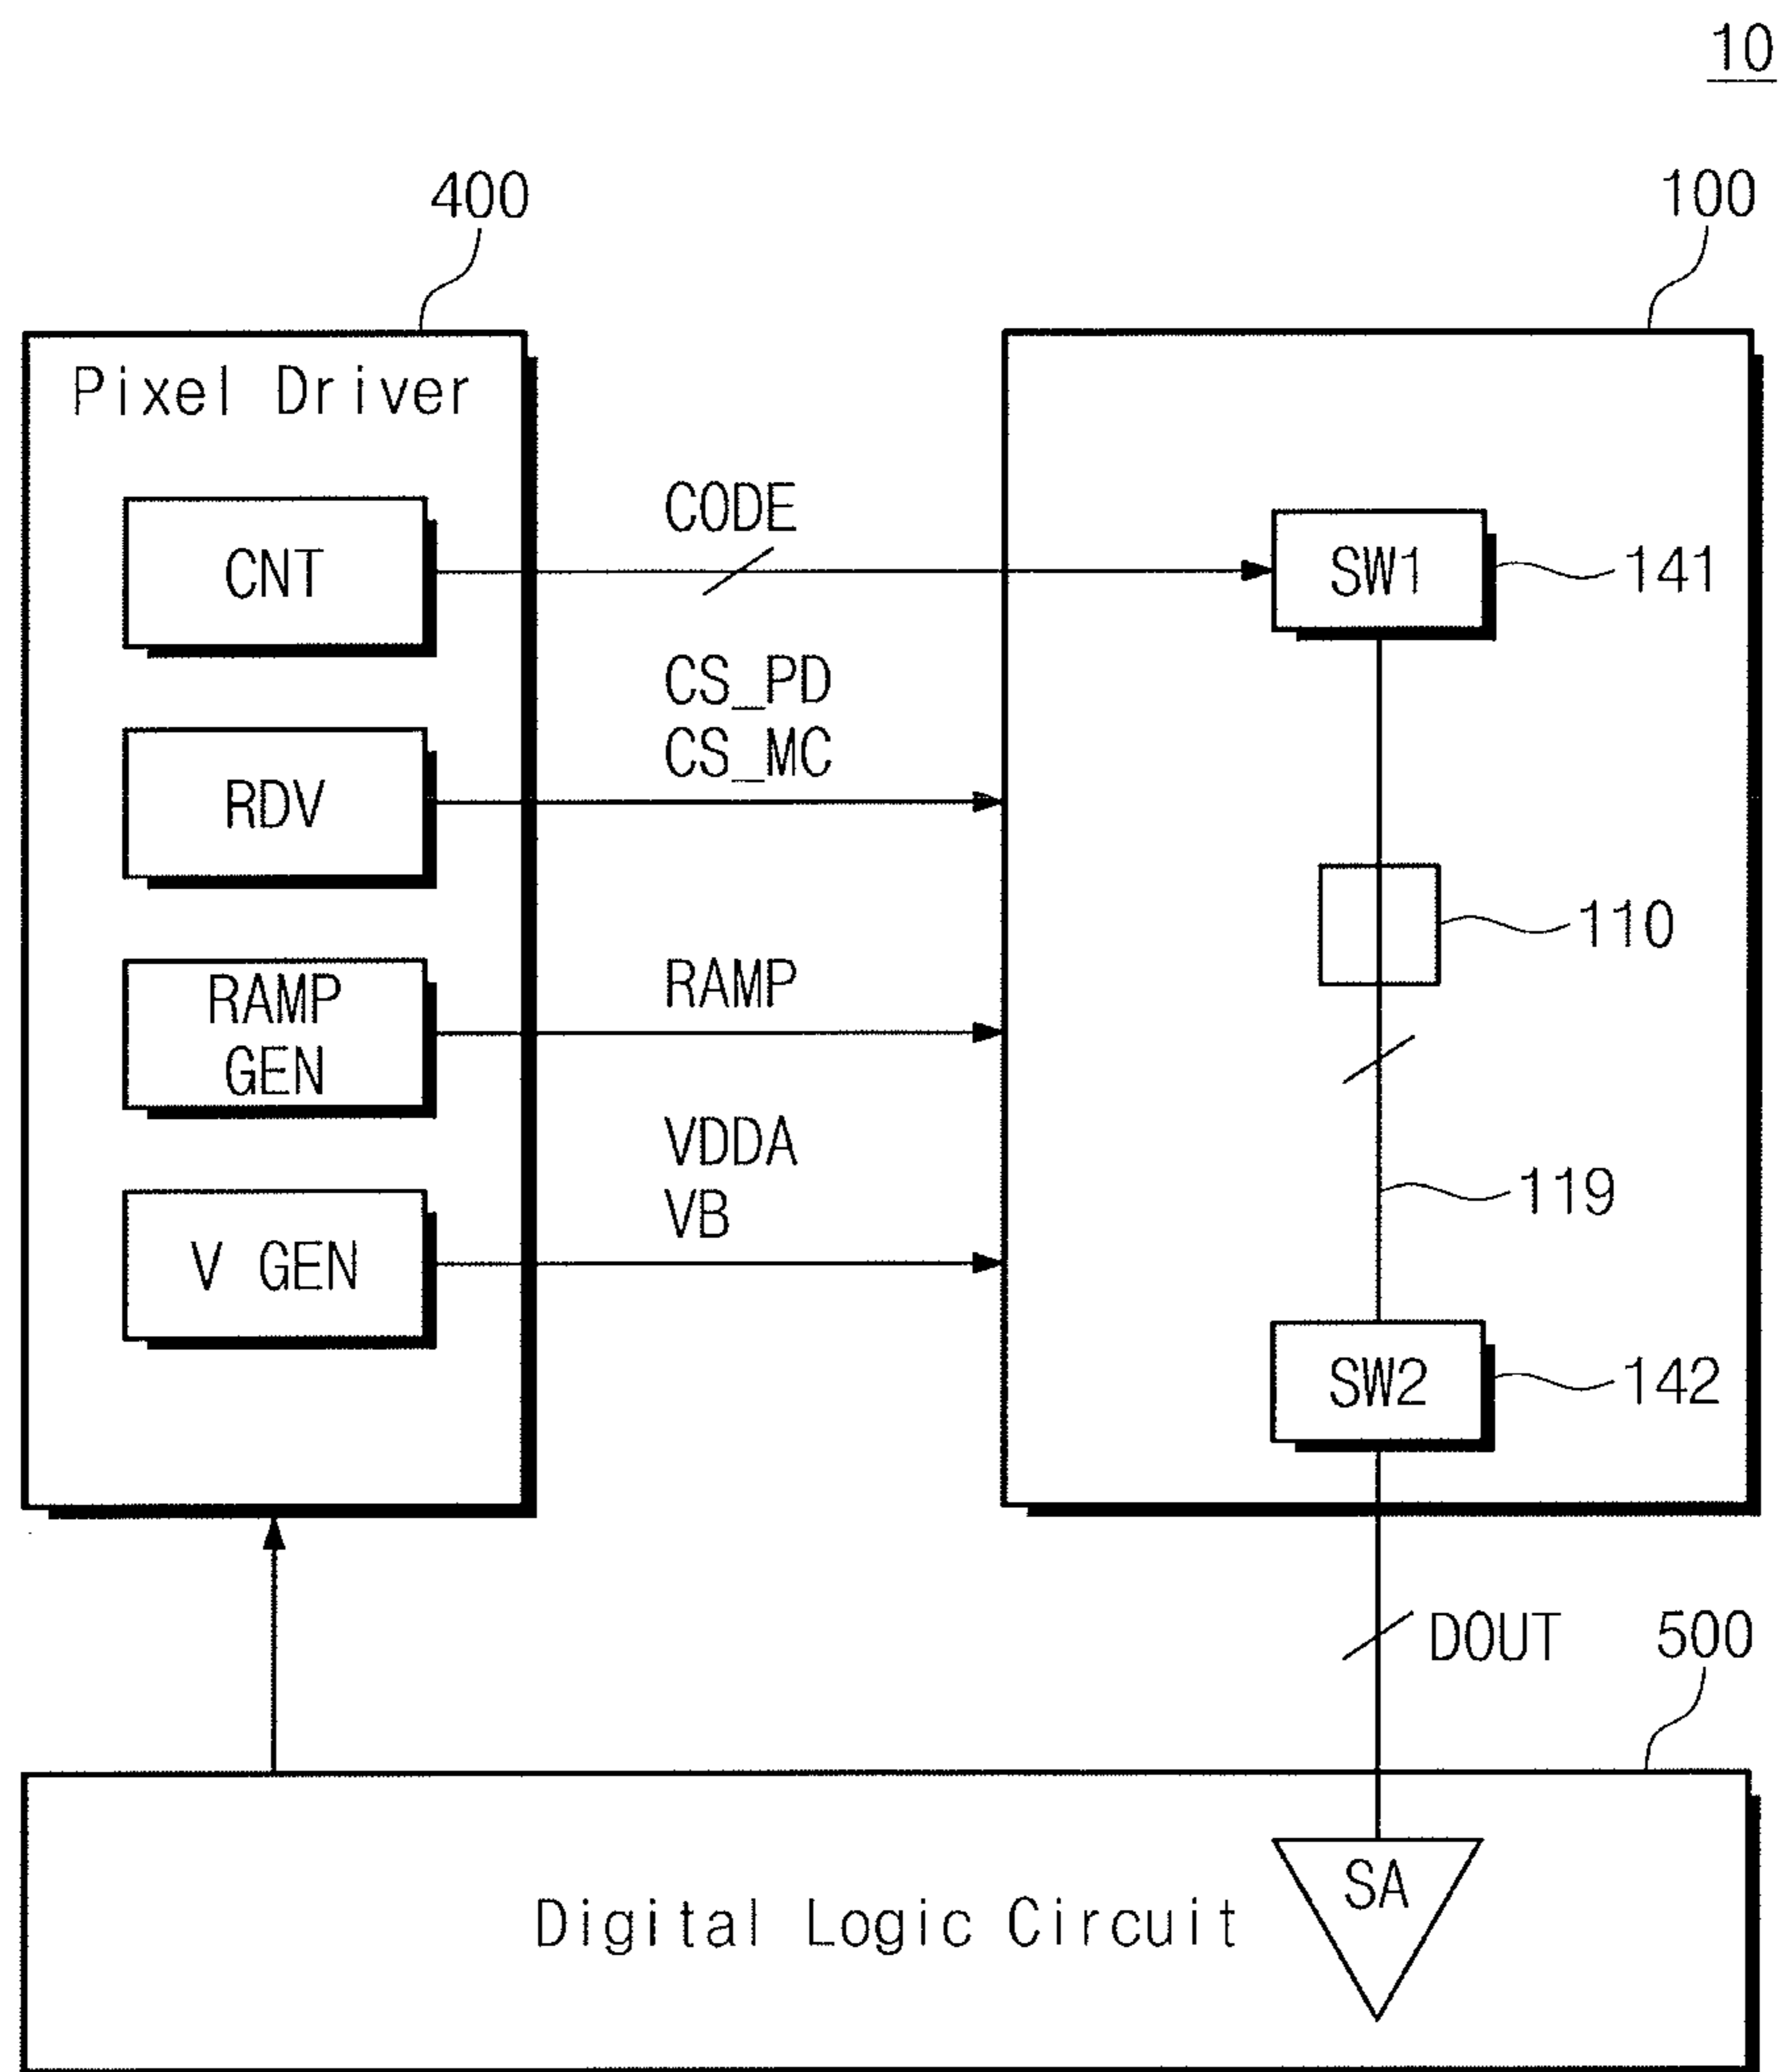 10
400
100
Pixel Driver
CNT
CODE
SW1
141
CS_PD
CS_MC
RDV
110
RAMP
GEN
RAMP
VDDA
VB
119
V GEN
SW2
142
DOUT
500
SA
Digital Logic Circuit